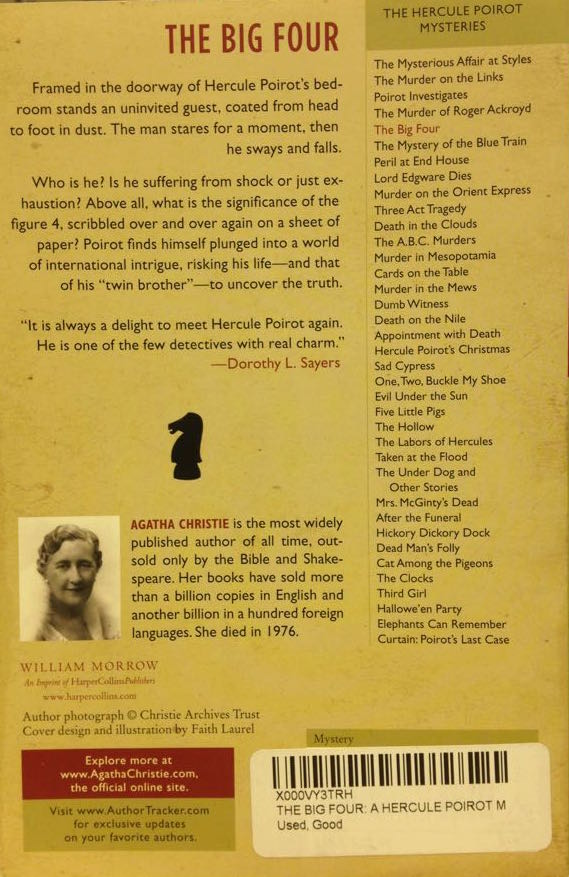 THE BIG FOUR
Framed in the doorway of Hercule Poirot's bed-
room stands an uninvited guest, coated from head
to foot in dust. The man stares for a moment, then
he sways and falls.
Who is he? Is he suffering from shock or just ex-
haustion? Above all, what is the significance of the
figure 4, scribbled over and over again on a sheet of
paper? Poirot finds himself plunged into a world
of international intrigue, risking his life—and that
of his "twin brother"—to uncover the truth.
"It is always a delight to meet Hercule Poirot again.
He is one of the few detectives with real charm."
—Dorothy L. Sayers
AGATHA CHRISTIE is the most widely
published author of all time, out-
sold only by the Bible and Shake-
speare. Her books have sold more
than a billion copies in English and
another billion in a hundred foreign
languages. She died in 1976.
WILLIAM MORROW
An Imprint of HarperCollinsPublishers
www.harpercollins.com
Author photograph © Christie Archives Trust
Cover design and illustration by Faith Laurel
Explore more at
www.AgathaChristie.com,
the official online site.
Visit www.AuthorTracker.com
for exclusive updates
on your favorite authors.
THE HERCULE POIROT
MYSTERIES
The Mysterious Affair at Styles
The Murder on the Links
Poirot Investigates
The Murder of Roger Ackroyd
The Big Four
The Mystery of the Blue Train
Peril at End House
Lord Edgware Dies
Murder on the Orient Express
Three Act Tragedy
Death in the Clouds
The A.B.C. Murders
Murder in Mesopotamia
Cards on the Table
Murder in the Mews
Dumb Witness
Death on the Nile
Appointment with Death
Hercule Poirot's Christmas
Sad Cypress
One, Two, Buckle My Shoe
Evil Under the Sun
Five Little Pigs
The Hollow
The Labors of Hercules
Taken at the Flood
The Under Dog and
Other Stories
Mrs. McGinty's Dead
After the Funeral
Hickory Dickory Dock
Dead Man's Folly
Cat Among the Pigeons
The Clocks
Third Girl
Hallowe'en Party
Elephants Can Remember
Curtain: Poirot's Last Case
Mystery
X000VY3TRH
THE BIG FOUR: A HERCULE POIROT M
Used, Good